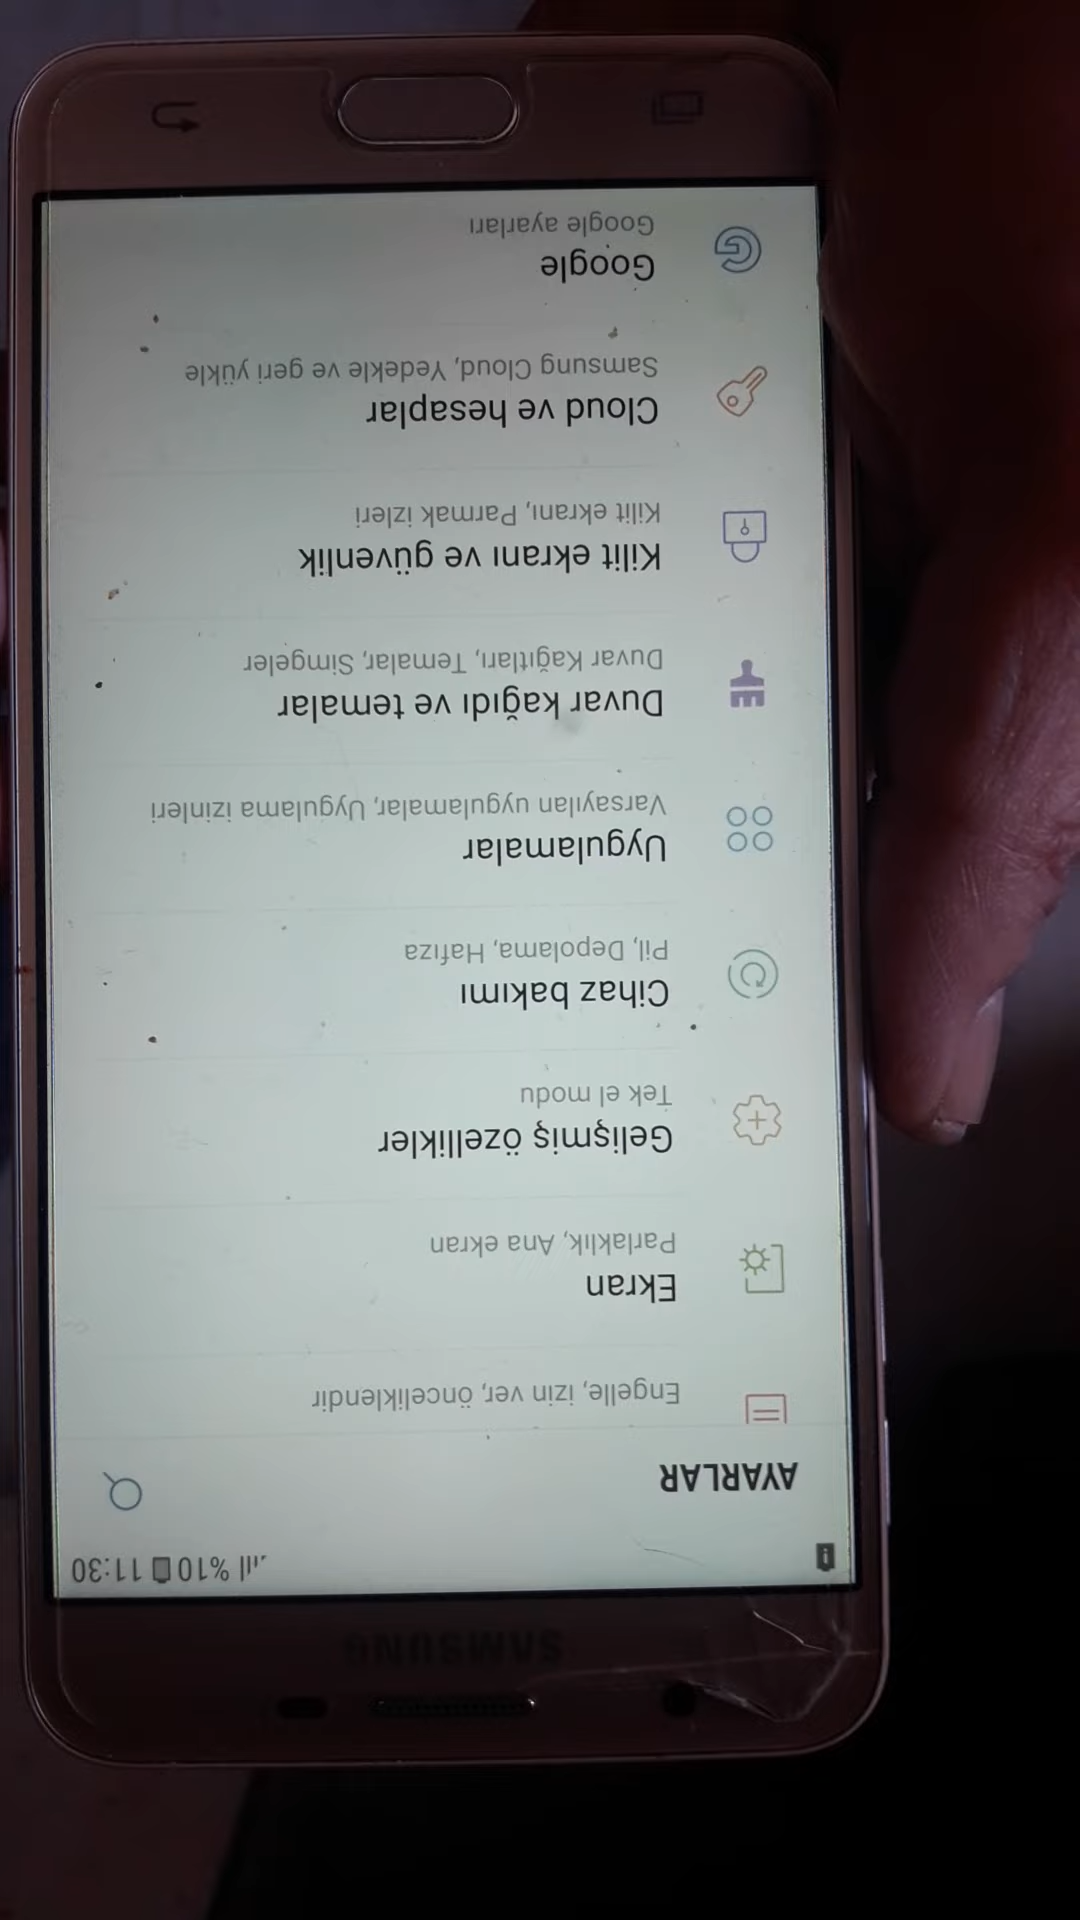 SAMSUNG
%10 11:30
AYARLAR
Engelle, izin ver, önceliklendir
Ekran
Parlaklık, Ana ekran
Gelişmiş özellikler
Tek el modu
Cihaz bakımı
Pil, Depolama, Hafıza
Uygulamalar
Varsayılan uygulamalar, Uygulama izinleri
Duvar kağıdı ve temalar
Duvar Kağıtları, Temalar, Simgeler
Kilit ekranı ve güvenlik
Kilit ekranı, Parmak izleri
Cloud ve hesaplar
Samsung Cloud, Yedekle ve geri yükle
Google
Google ayarları